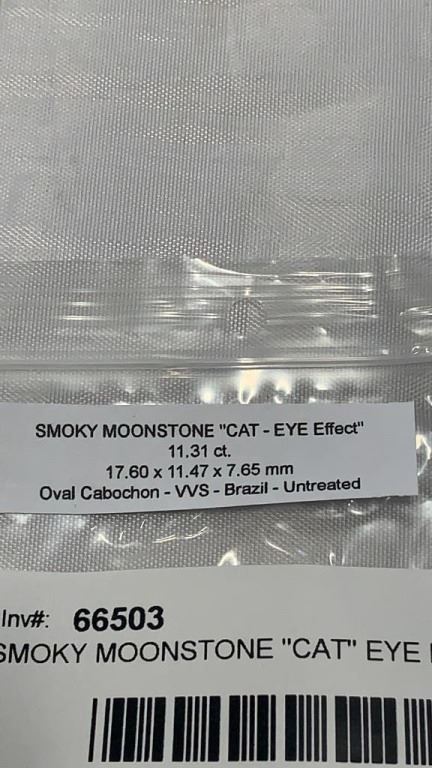 SMOKY MOONSTONE "CAT - EYE Effect"
11.31 ct.
17.60 x 11.47 x 7.65 mm
Oval Cabochon - VVS - Brazil - Untreated
Inv#: 66503
SMOKY MOONSTONE "CAT" EYE